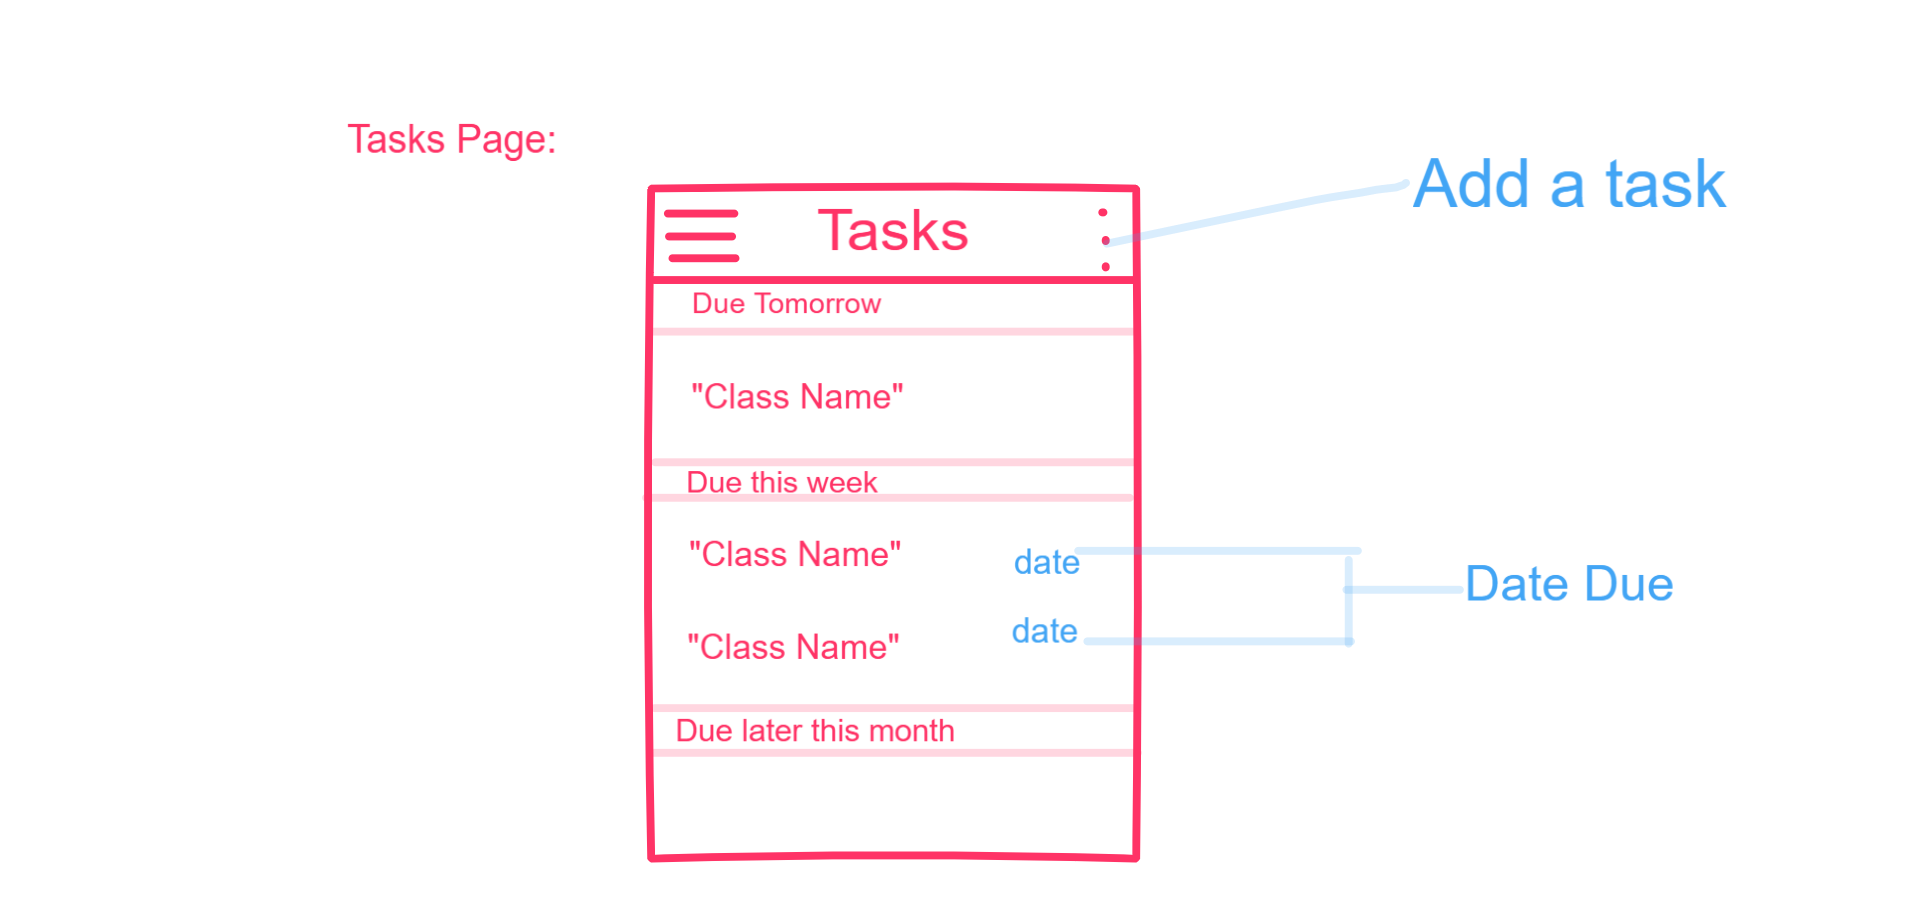 Tasks Page:
Add a task
Tasks
Due Tomorrow
"Class Name"
Due this week
"Class Name"
date
Date Due
"Class Name"
date
Due later this month